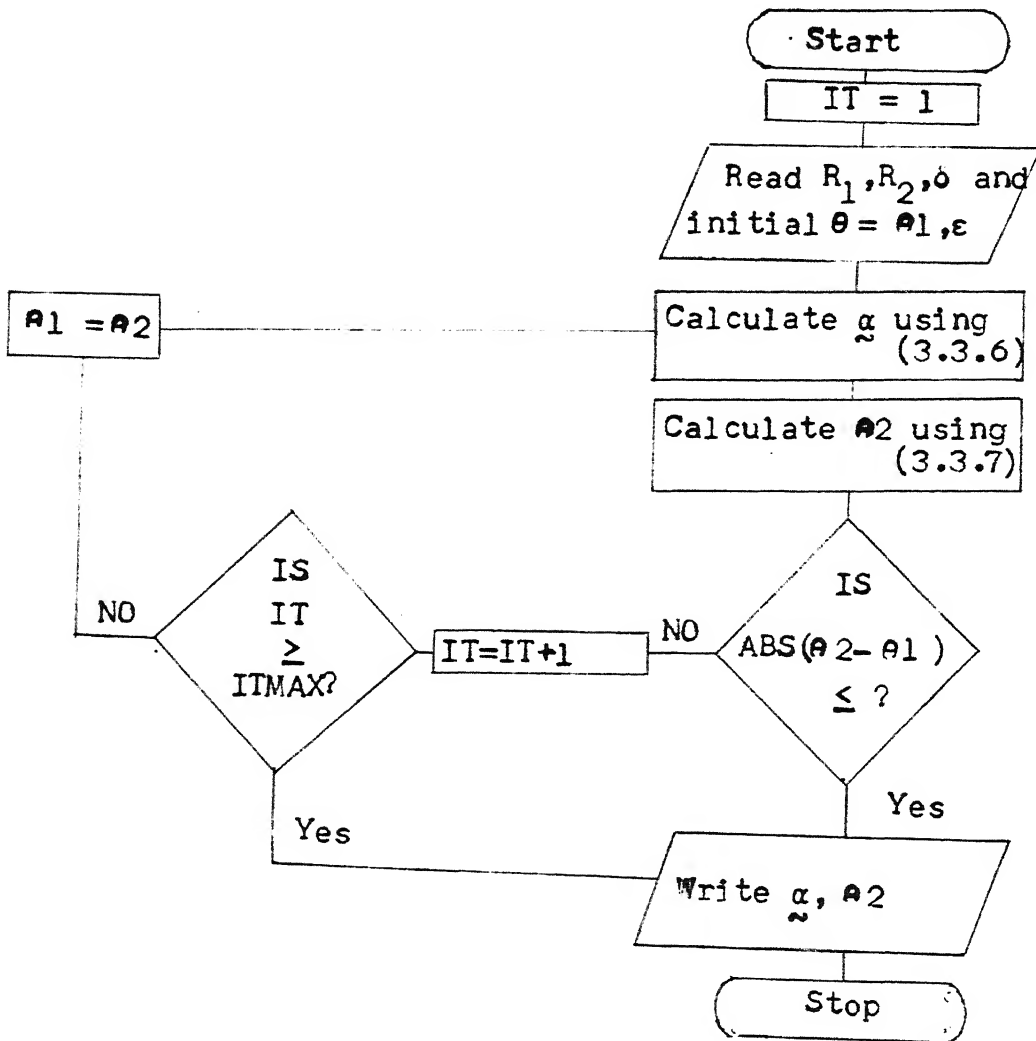 Start
IT = 1
Read R₁,R₂,δ and
initial θ = θ1,ε
Calculate α̰ using
(3.3.6)
θ1 = θ2
Calculate θ2 using
(3.3.7)
IS
ABS(θ2- θ1)
≤ ?
NO
IT=IT+1
IS
IT
≥
ITMAX?
NO
Yes
Yes
Write α̰, θ2
Stop